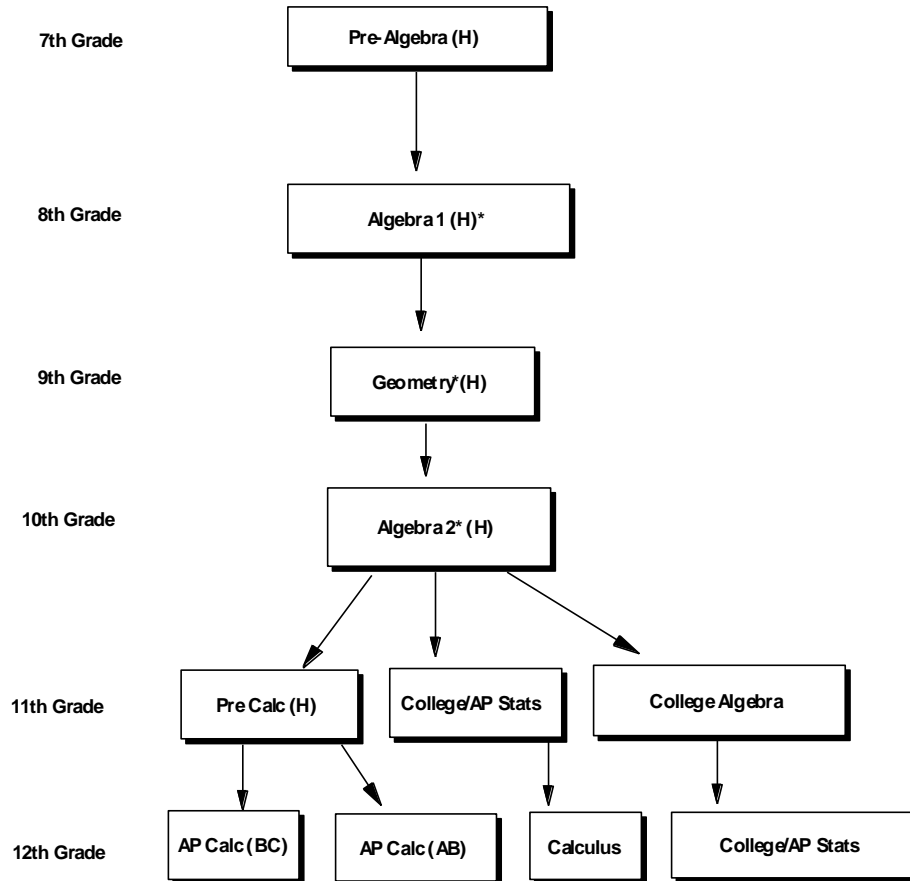 7th Grade
Pre-Algebra (H)
8th Grade
Algebra 1 (H)*
9th Grade
Geometry*(H)
10th Grade
Algebra 2* (H)
11th Grade
Pre Calc (H)
College/AP Stats
College Algebra
12th Grade
AP Calc (BC)
AP Calc (AB)
Calculus
College/AP Stats